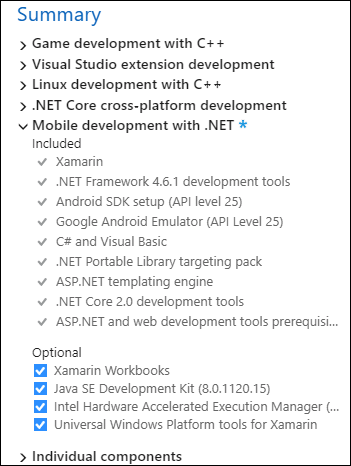 Summary
Game development with C++
Visual Studio extension development
Linux development with C++
.NET Core cross-platform development
Mobile development with .NET *
Included
Xamarin
.NET Framework 4.6.1 development tools
Android SDK setup (API level 25)
Google Android Emulator (API Level 25)
C# and Visual Basic
.NET Portable Library targeting pack
ASP.NET templating engine
.NET Core 2.0 development tools
ASP.NET and web development tools prerequisi...
Optional
Xamarin Workbooks
Java SE Development Kit (8.0.1120.15)
Intel Hardware Accelerated Execution Manager (...
Universal Windows Platform tools for Xamarin
Individual components